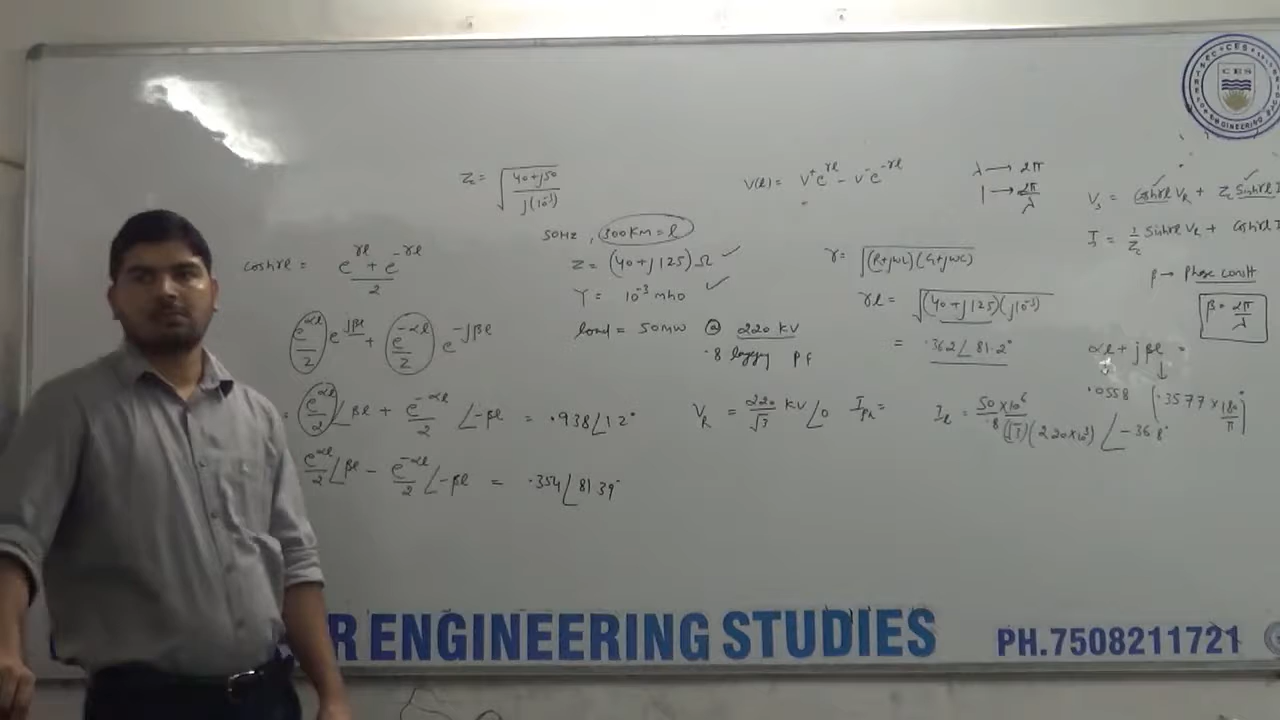 CES
Zc = √(40+j50 / j(10⁻³))
V(l) = V⁺e^γl - V⁻e^-γl
λ → 2π
1 → 2π/λ
Vs = coshγl VR + Zc Sinhγl I
50HZ, 300KM = l
I = 1/Zc Sinhγl VR + coshγl I
coshγl = (e^γl + e^-γl)/2
Z = (40+j125) Ω
γ = √(R+jωL)(G+jωC)
β → Phase constt
Y = 10⁻³ mho
γl = √(40+j125)(j10⁻³)
β = 2π/λ
e^αl/2 e^jβl + e^-αl/2 e^-jβl
load = 50MW @ 220 KV
.8 lagging PF
= .362∠81.2°
αl + jβl =
.0558 (.3577 × 180/π)°
= e^αl/2 ∠βl + e^-αl/2 ∠-βl = .938∠1.2°
VR = 220/√3 KV ∠0 IPh =
Il = 50×10⁶/.8(√3)(220×10³) ∠-36.8°
e^αl/2 ∠βl - e^-αl/2 ∠-βl = .354∠81.39°
R ENGINEERING STUDIES
PH.7508211721